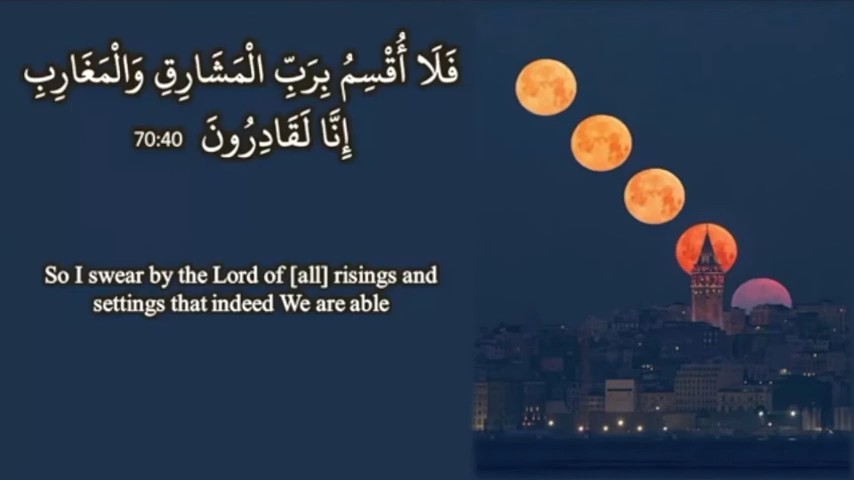 فَلَا أُقْسِمُ بِرَبِّ الْمَشَارِقِ وَالْمَغَارِبِ
إِنَّا لَقَادِرُونَ 70:40
So I swear by the Lord of [all] risings and
settings that indeed We are able